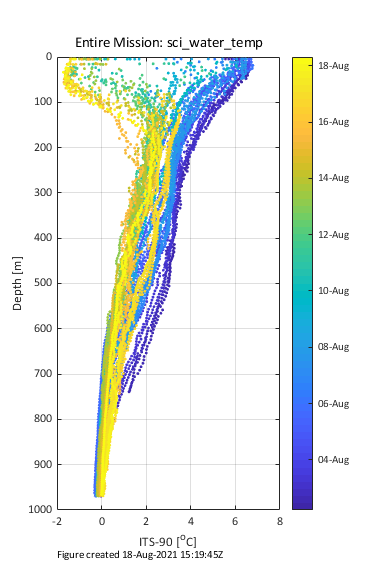 Entire Mission: sci_water_temp
0
100
200
300
400
500
600
700
800
900
1000
Depth [m]
-2 0 2 4 6 8
ITS-90 [°C]
Figure created 18-Aug-2021 15:19:45Z
18-Aug
16-Aug
14-Aug
12-Aug
10-Aug
08-Aug
06-Aug
04-Aug